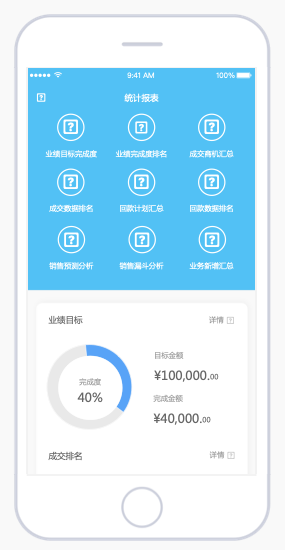 9:41 AM 100%
统计报表
业绩目标完成度 业绩完成度排名 成交商机汇总
成交数据排名 回款计划汇总 回款数据排名
销售预测分析 销售漏斗分析 业务新增汇总
业绩目标 详情
目标金额
¥100,000.00
完成度
40%
完成金额
¥40,000.00
成交排名 详情